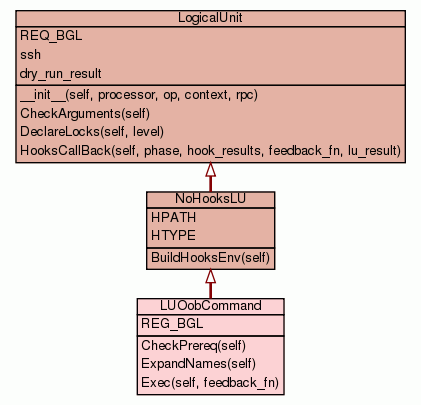 LogicalUnit
REQ_BGL
ssh
dry_run_result
__init__(self, processor, op, context, rpc)
CheckArguments(self)
DeclareLocks(self, level)
HooksCallBack(self, phase, hook_results, feedback_fn, lu_result)
NoHooksLU
HPATH
HTYPE
BuildHooksEnv(self)
LUOobCommand
REG_BGL
CheckPrereq(self)
ExpandNames(self)
Exec(self, feedback_fn)